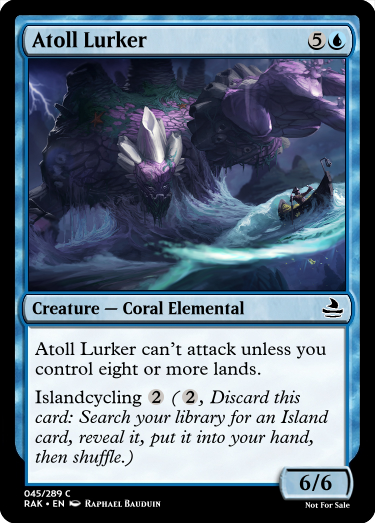 Atoll Lurker 5
Creature — Coral Elemental
Atoll Lurker can't attack unless you
control eight or more lands.
Islandcycling 2 ( 2, Discard this
card: Search your library for an Island
card, reveal it, put it into your hand,
then shuffle.)
6/6
045/289 C
RAK • EN Raphael Bauduin
Not For Sale